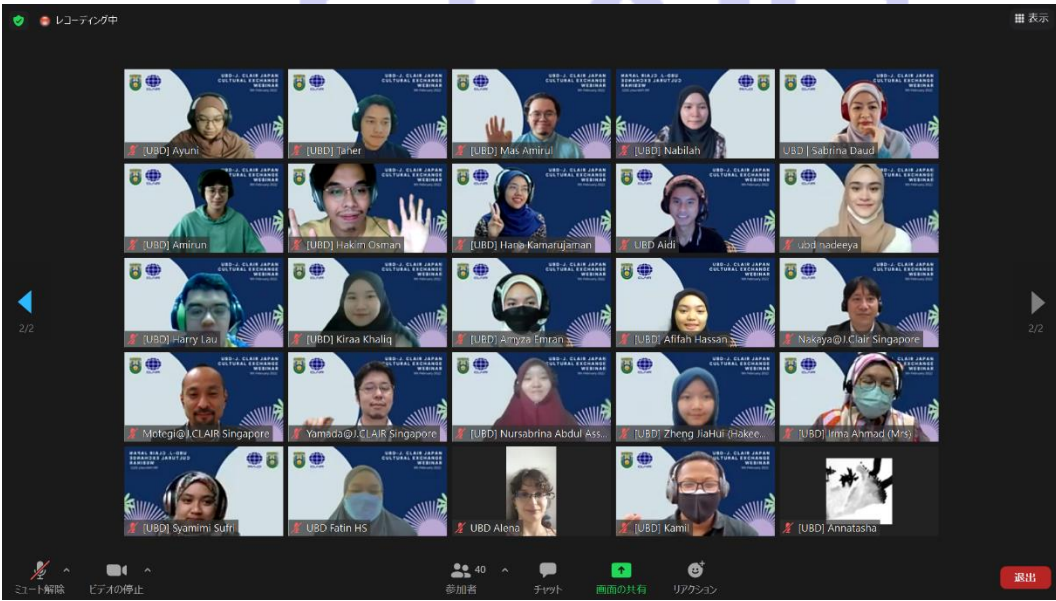 レコーディング中
表示
UBD-J. CLAIR JAPAN
CULTURAL EXCHANGE
WEBINAR
[UBD] Ayuni
[UBD] Taher
[UBD] Mas Amirul
[UBD] Nabilah
UBD | Sabrina Daud
[UBD] Amirun
[UBD] Hakim Osman
[UBD] Hana Kamarujaman
UBD Aidi
ubd nadeeya
2/2
[UBD] Harry Lau
[UBD] Kiraa Khaliq
[UBD] Amyza Emran
[UBD] Afifah Hassan
Nakaya@J.Clair Singapore
2/2
Motegi@J.CLAIR Singapore
Yamada@J.CLAIR Singapore
[UBD] Nursabrina Abdul Ass...
[UBD] Zheng JiaHui (Hakee...
[UBD] Irma Ahmad (Mrs)
[UBD] Syamimi Sufri
UBD Fatin HS
UBD Alena
[UBD] Kamil
[UBD] Annatasha
ミュート解除
ビデオの停止
40
参加者
チャット
画面の共有
リアクション
退出